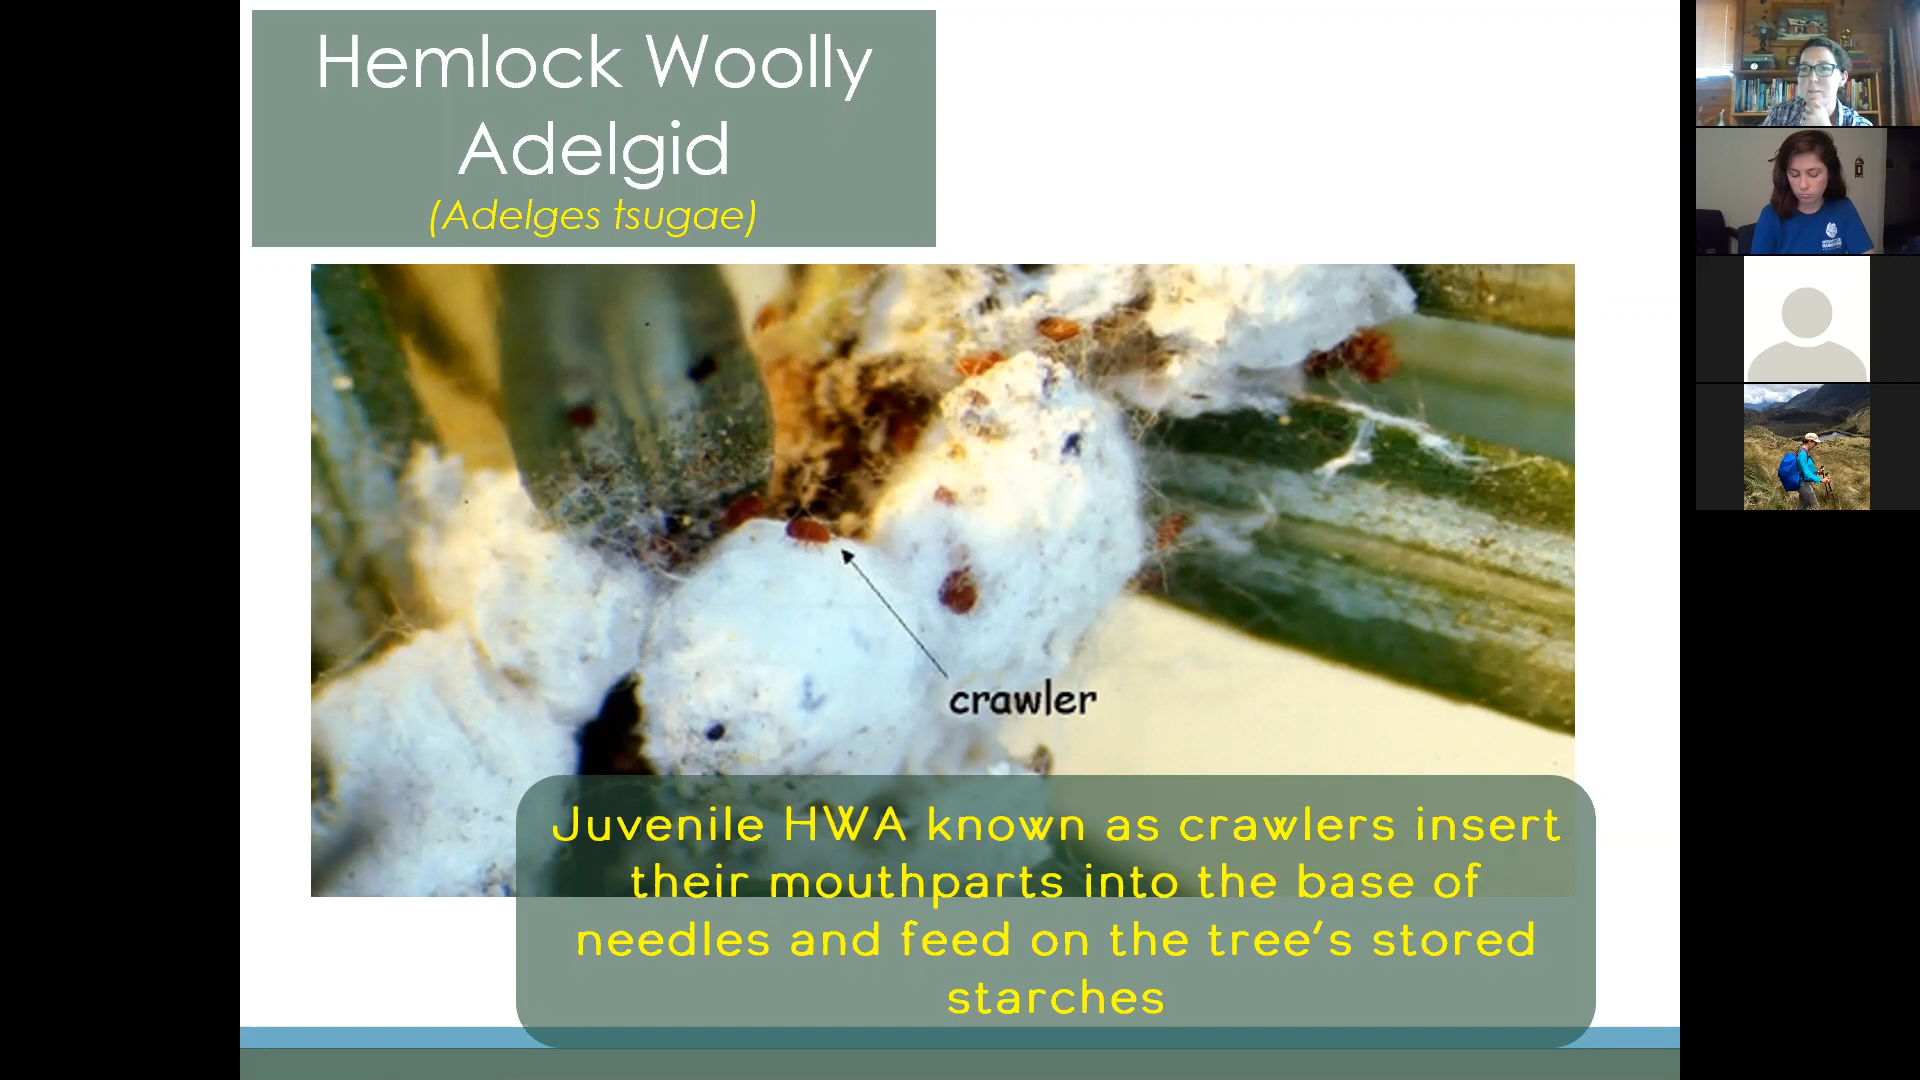 Hemlock Woolly
Adelgid
(Adelges tsugae)
crawler
Juvenile HWA known as crawlers insert
their mouthparts into the base of
needles and feed on the tree's stored
starches